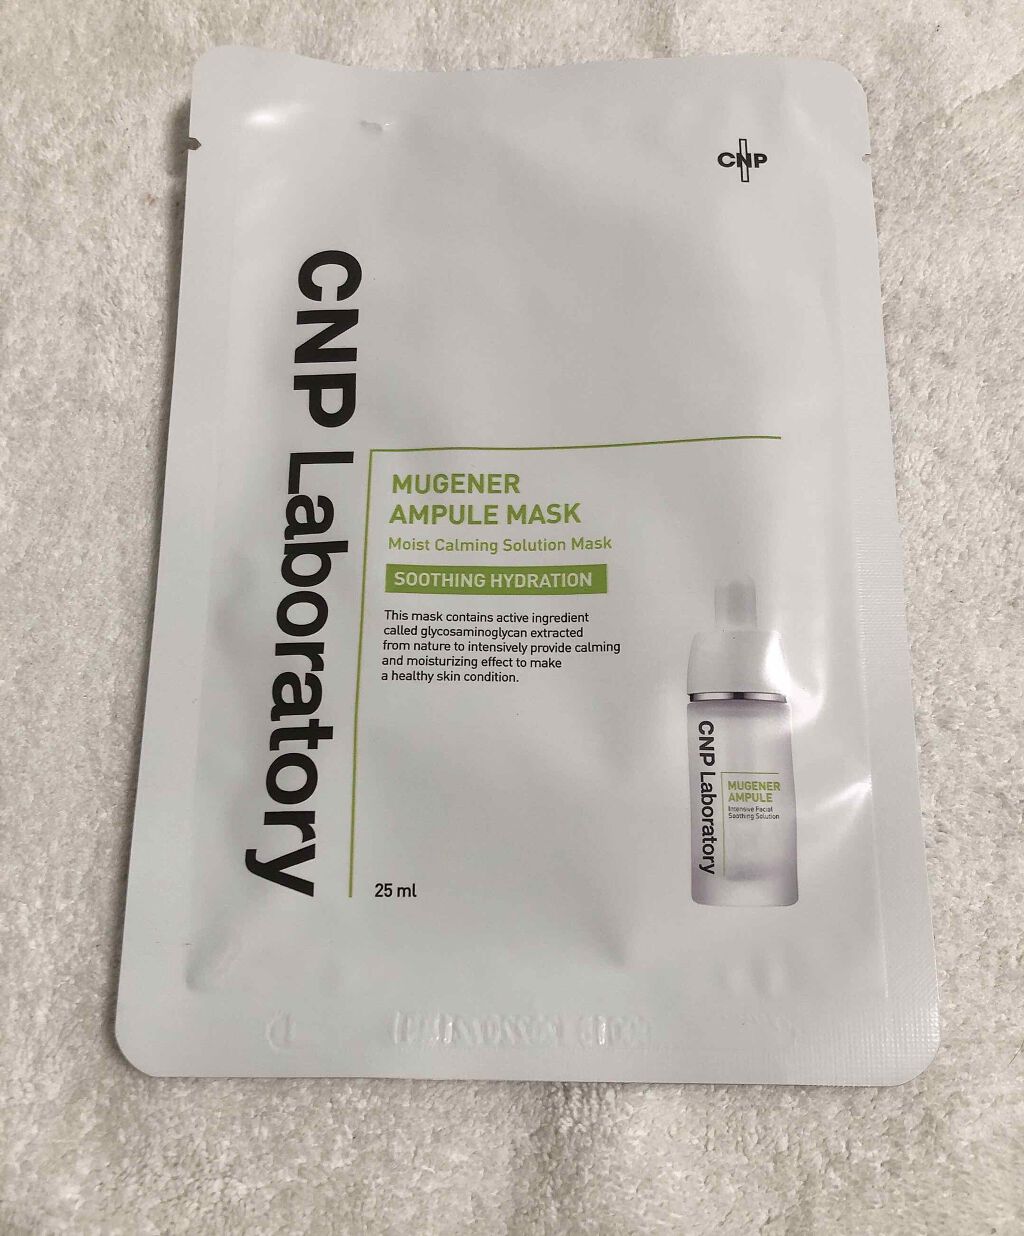 CNP
CNP Laboratory
MUGENER
AMPULE MASK
Moist Calming Solution Mask
SOOTHING HYDRATION
This mask contains active ingredient
called glycosaminoglycan extracted
from nature to intensively provide calming
and moisturizing effect to make
a healthy skin condition.
25 ml
CNP Laboratory
MUGENER
AMPULE
Intensive Facial
Soothing Solution